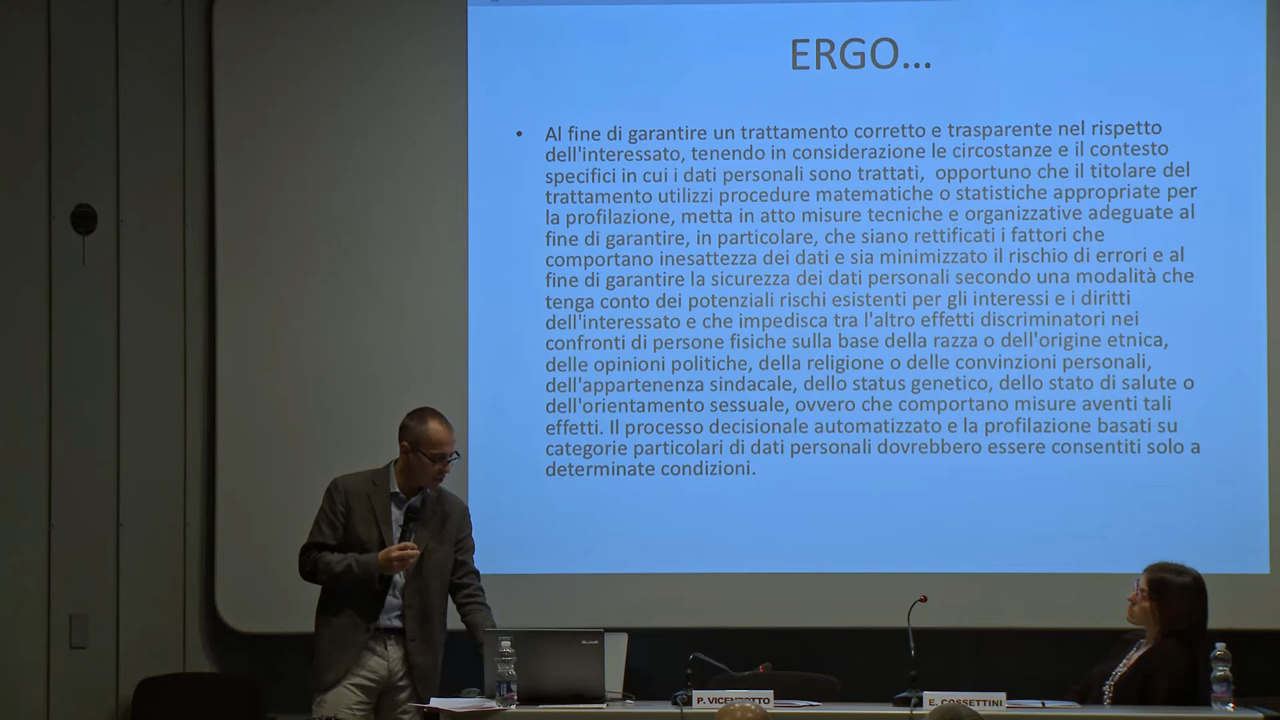 ERGO...
• Al fine di garantire un trattamento corretto e trasparente nel rispetto
dell'interessato, tenendo in considerazione le circostanze e il contesto
specifici in cui i dati personali sono trattati, opportuno che il titolare del
trattamento utilizzi procedure matematiche o statistiche appropriate per
la profilazione, metta in atto misure tecniche e organizzative adeguate al
fine di garantire, in particolare, che siano rettificati i fattori che
comportano inesattezza dei dati e sia minimizzato il rischio di errori e al
fine di garantire la sicurezza dei dati personali secondo una modalità che
tenga conto dei potenziali rischi esistenti per gli interessi e i diritti
dell'interessato e che impedisca tra l'altro effetti discriminatori nei
confronti di persone fisiche sulla base della razza o dell'origine etnica,
delle opinioni politiche, della religione o delle convinzioni personali,
dell'appartenenza sindacale, dello status genetico, dello stato di salute o
dell'orientamento sessuale, ovvero che comportano misure aventi tali
effetti. Il processo decisionale automatizzato e la profilazione basati su
categorie particolari di dati personali dovrebbero essere consentiti solo a
determinate condizioni.
P. VICENZOTTO
E. COSSETTINI